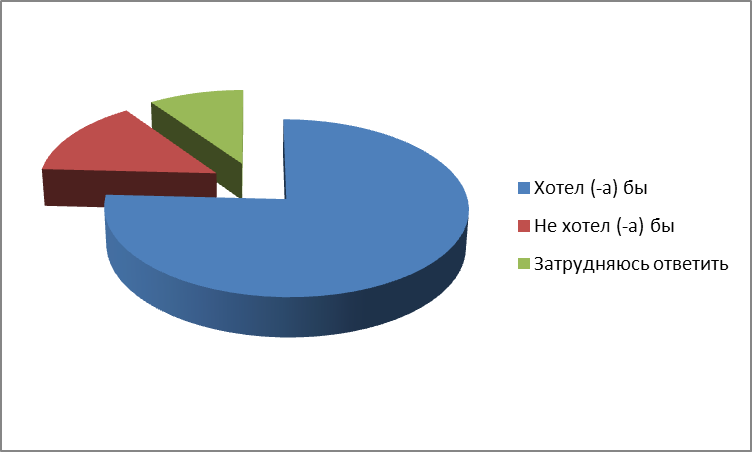 Хотел (-а) бы
Не хотел (-а) бы
Затрудняюсь ответить